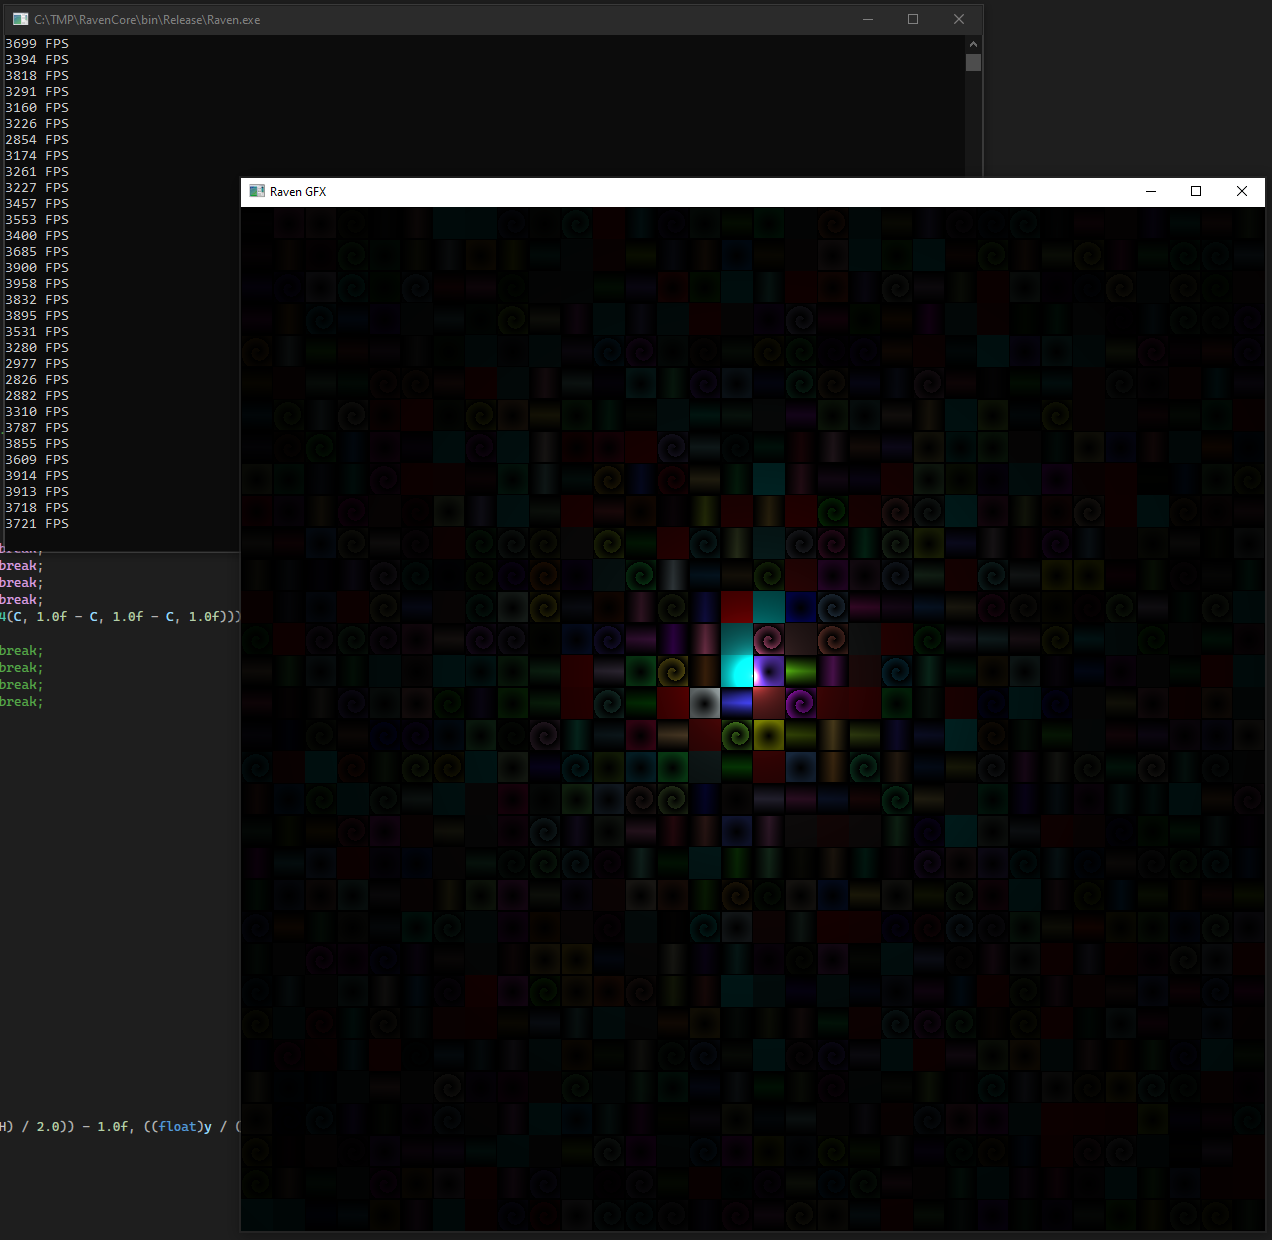 C:\TMP\RavenCore\bin\Release\Raven.exe
3699 FPS
3394 FPS
3818 FPS
3291 FPS
3160 FPS
3226 FPS
2854 FPS
3174 FPS
3261 FPS
3227 FPS
3457 FPS
3553 FPS
3400 FPS
3685 FPS
3900 FPS
3958 FPS
3832 FPS
3895 FPS
3531 FPS
3280 FPS
2977 FPS
2826 FPS
2882 FPS
3310 FPS
3787 FPS
3855 FPS
3609 FPS
3914 FPS
3913 FPS
3718 FPS
3721 FPS
Raven GFX
break;
break;
break;
break;
4(C, 1.0f - C, 1.0f - C, 1.0f)))
break;
break;
break;
break;
H) / 2.0)) - 1.0f, ((float)y / (